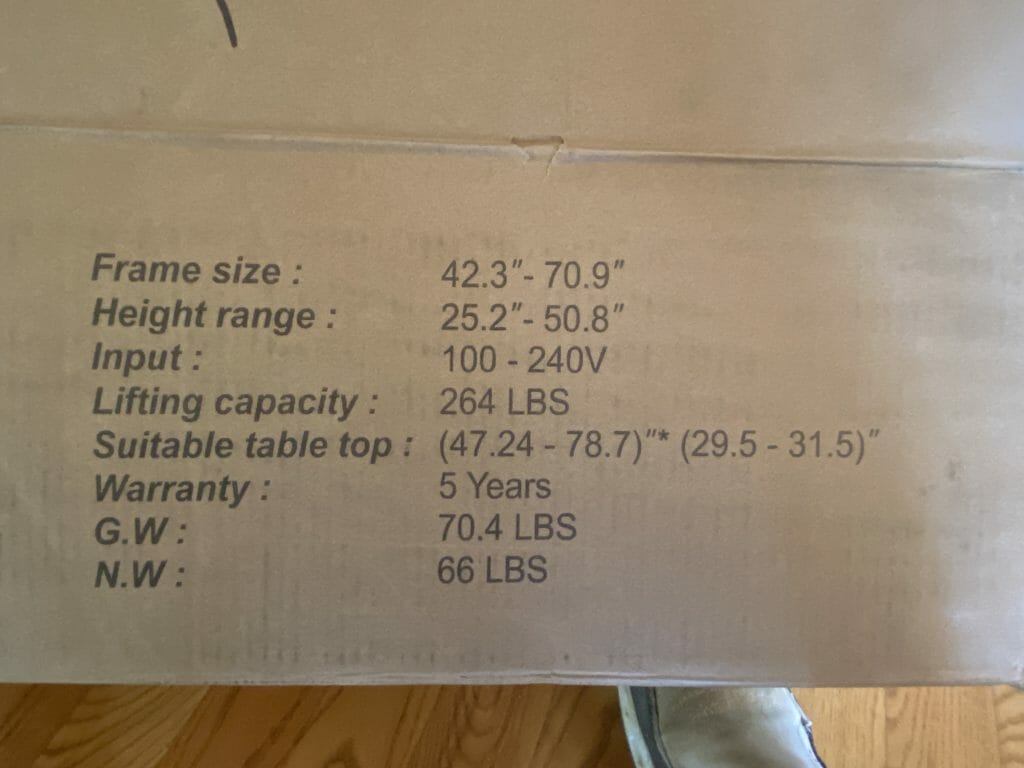 Frame size : 42.3"- 70.9"
Height range : 25.2"- 50.8"
Input : 100 - 240V
Lifting capacity : 264 LBS
Suitable table top : (47.24 - 78.7)"* (29.5 - 31.5)"
Warranty : 5 Years
G.W : 70.4 LBS
N.W : 66 LBS